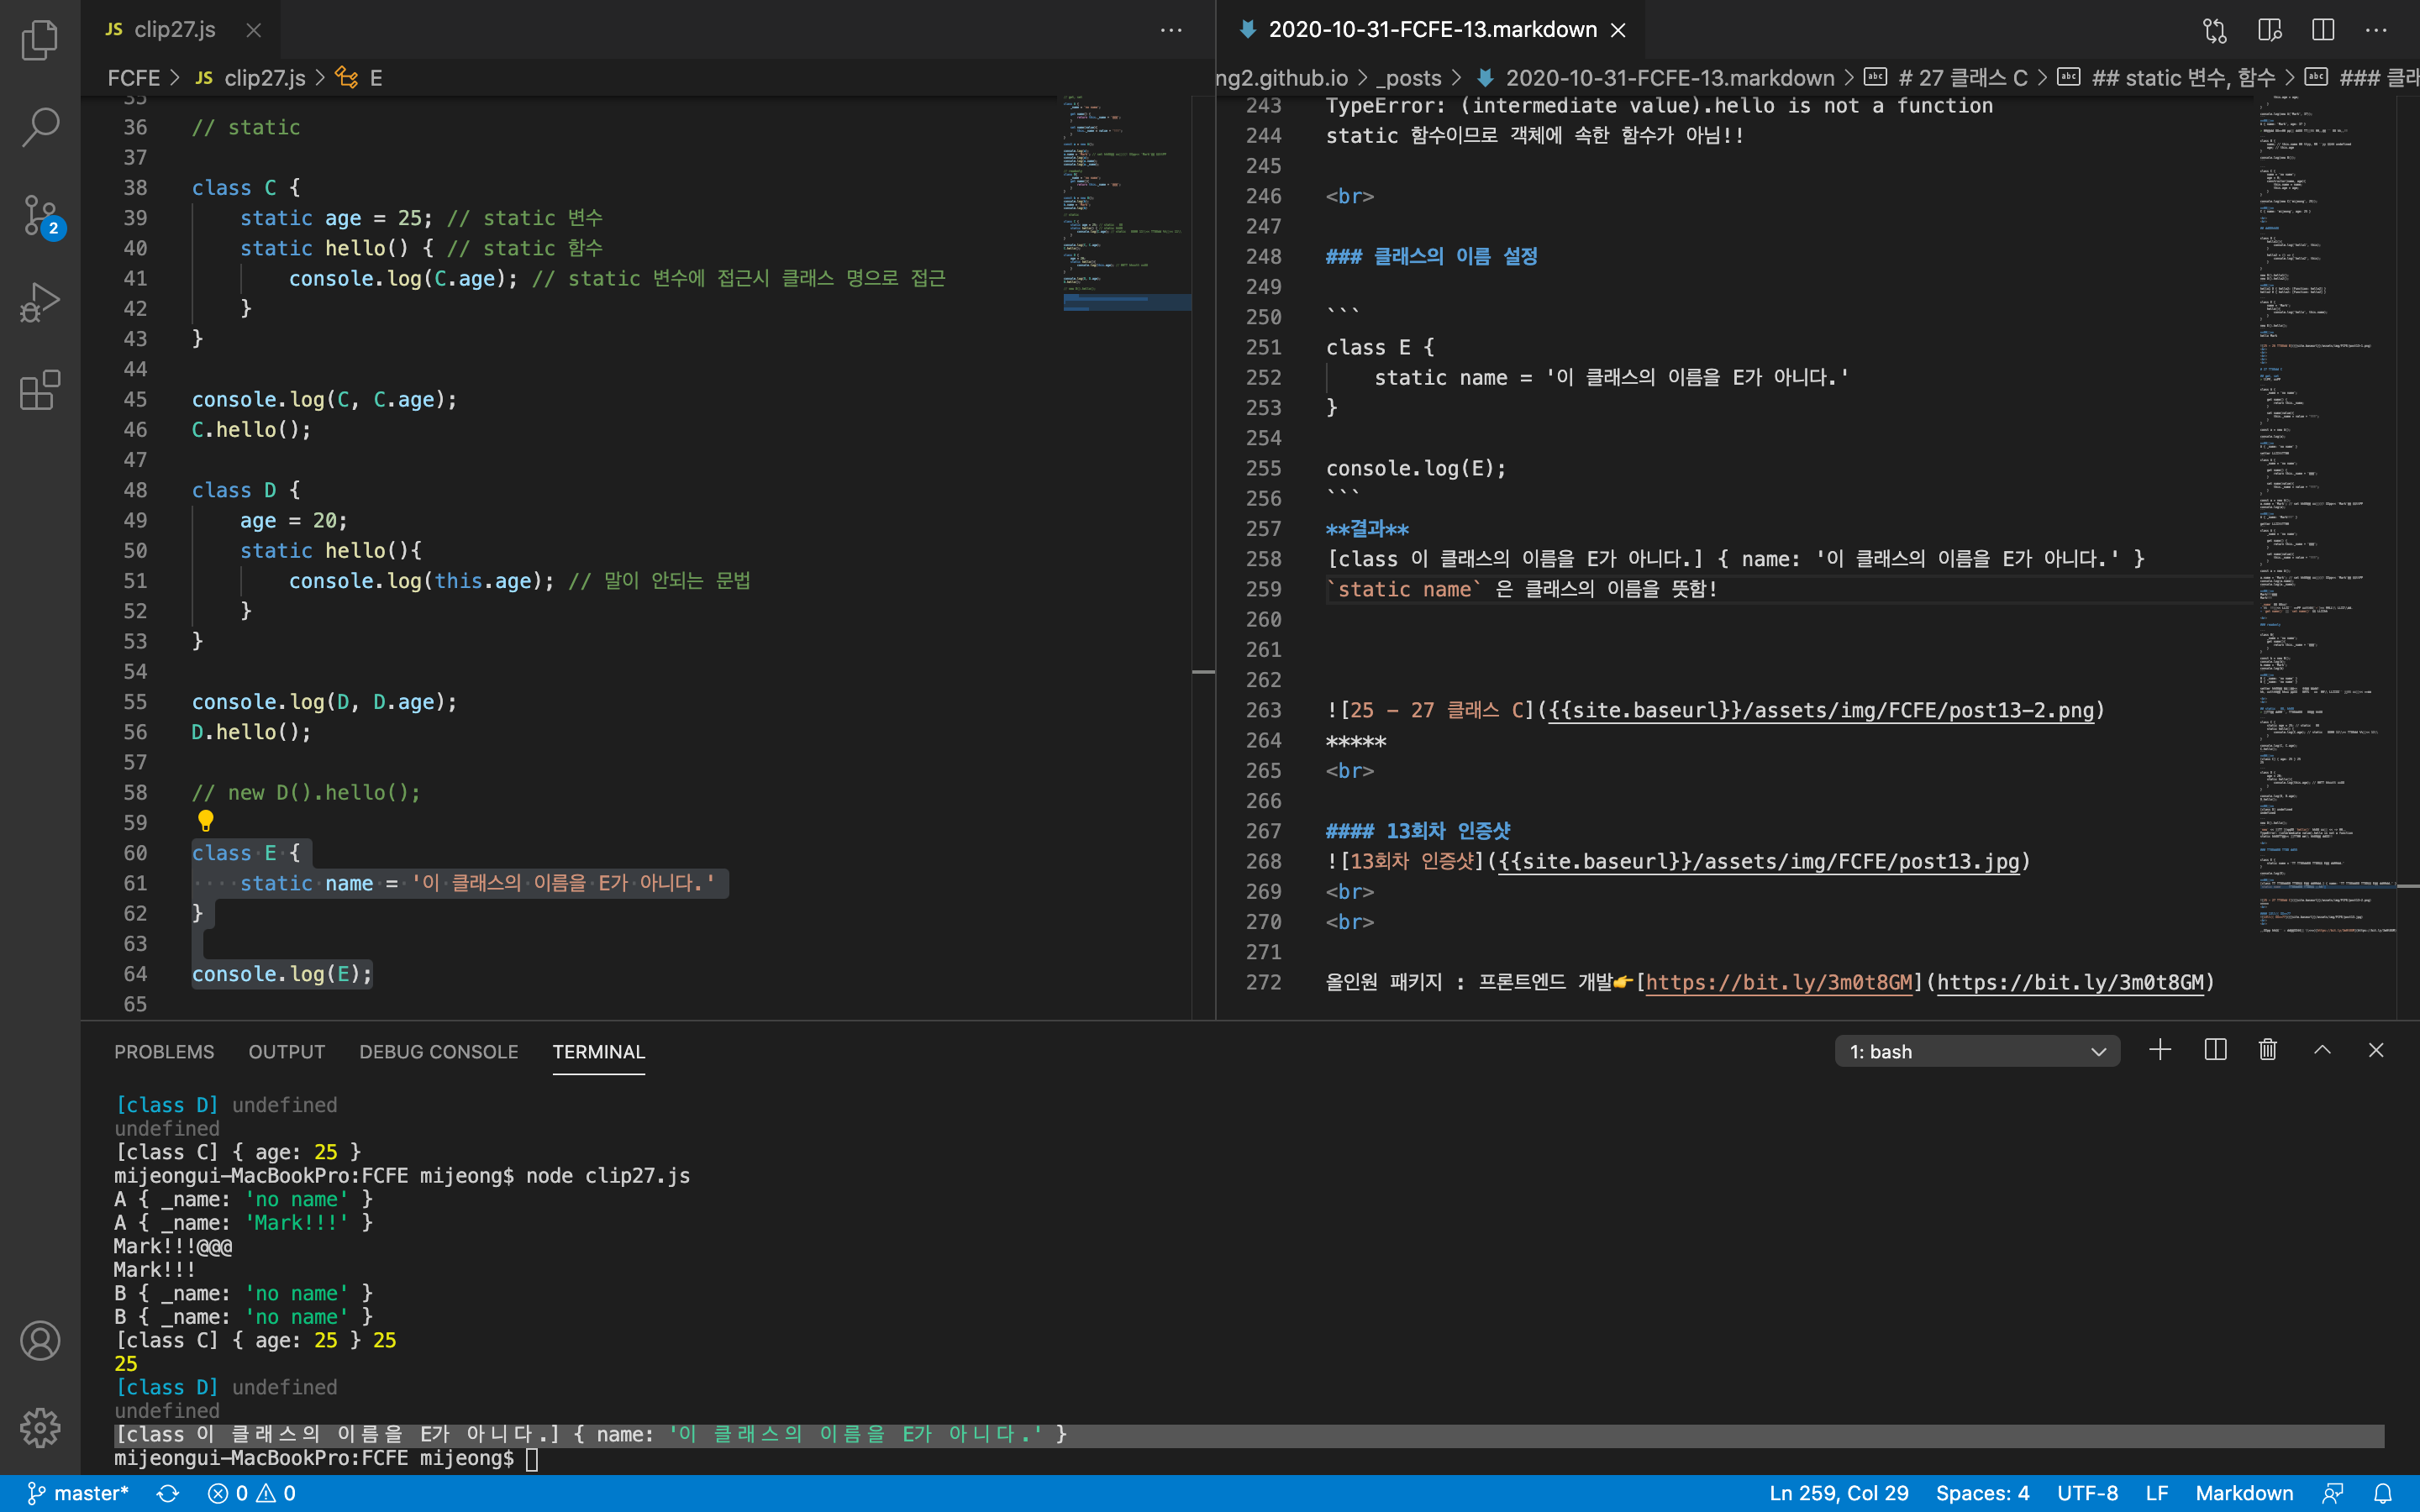 JS clip27.js
FCFE > JS clip27.js > E
35
36 // static
37
38 class C {
39 static age = 25; // static 변수
40 static hello() { // static 함수
41 console.log(C.age); // static 변수에 접근시 클래스 명으로 접근
42 }
43 }
44
45 console.log(C, C.age);
46 C.hello();
47
48 class D {
49 age = 20;
50 static hello(){
51 console.log(this.age); // 말이 안되는 문법
52 }
53 }
54
55 console.log(D, D.age);
56 D.hello();
57
58 // new D().hello();
59
60 class E {
61 static name = '이 클래스의 이름을 E가 아니다.'
62 }
63
64 console.log(E);
65
2020-10-31-FCFE-13.markdown
ng2.github.io > _posts > 2020-10-31-FCFE-13.markdown > # 27 클래스 C > ## static 변수, 함수 > ### 클래
243 TypeError: (intermediate value).hello is not a function
244 static 함수이므로 객체에 속한 함수가 아님!!
245
246 <br>
247
248 ### 클래스의 이름 설정
249
250 ```
251 class E {
252 static name = '이 클래스의 이름을 E가 아니다.'
253 }
254
255 console.log(E);
256 ```
257 **결과**
258 [class 이 클래스의 이름을 E가 아니다.] { name: '이 클래스의 이름을 E가 아니다.' }
259 `static name` 은 클래스의 이름을 뜻함!
260
261
262
263 ![25 - 27 클래스 C]({{site.baseurl}}/assets/img/FCFE/post13-2.png)
264 *****
265 <br>
266
267 #### 13회차 인증샷
268 ![13회차 인증샷]({{site.baseurl}}/assets/img/FCFE/post13.jpg)
269 <br>
270 <br>
271
272 올인원 패키지 : 프론트엔드 개발👉[https://bit.ly/3m0t8GM](https://bit.ly/3m0t8GM)
2
PROBLEMS OUTPUT DEBUG CONSOLE TERMINAL 1: bash
[class D] undefined
undefined
[class C] { age: 25 }
mijeongui-MacBookPro:FCFE mijeong$ node clip27.js
A { _name: 'no name' }
A { _name: 'Mark!!!' }
Mark!!!@@@
Mark!!!
B { _name: 'no name' }
B { _name: 'no name' }
[class C] { age: 25 } 25
25
[class D] undefined
undefined
[class 이 클래스의 이름을 E가 아니다.] { name: '이 클래스의 이름을 E가 아니다.' }
mijeongui-MacBookPro:FCFE mijeong$
master* 0 0 Ln 259, Col 29 Spaces: 4 UTF-8 LF Markdown